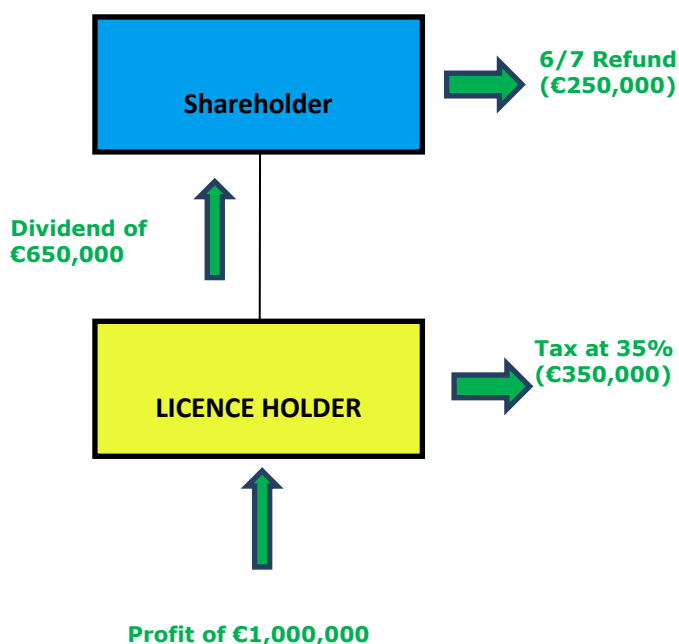 6/7 Refund
(€250,000)
Shareholder
Dividend of
€650,000
Tax at 35%
(€350,000)
LICENCE HOLDER
Profit of €1,000,000